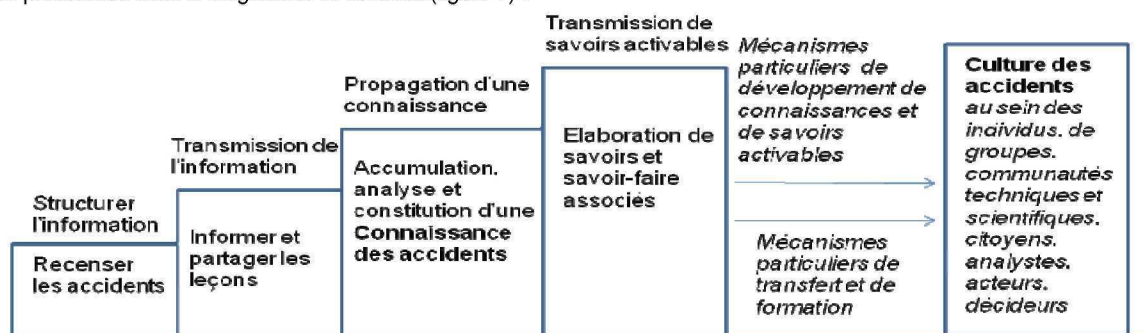 Structurer
l'information
Recenser
les accidents
Transmission de
l'information
Informer et
partager les
leçons
Propagation d'une
connaissance
Accumulation,
analyse et
constitution d'une
Connaissance
des accidents
Transmission de
savoirs activables
Elaboration de
savoirs et
savoir-faire
associés
Mécanismes
particuliers de
développement de
connaissances et
de savoirs
activables
Mécanismes
particuliers de
transfert et de
formation
Culture des
accidents
au sein des
individus, de
groupes,
communautés
techniques et
scientifiques,
citoyens,
analystes,
acteurs,
décideurs